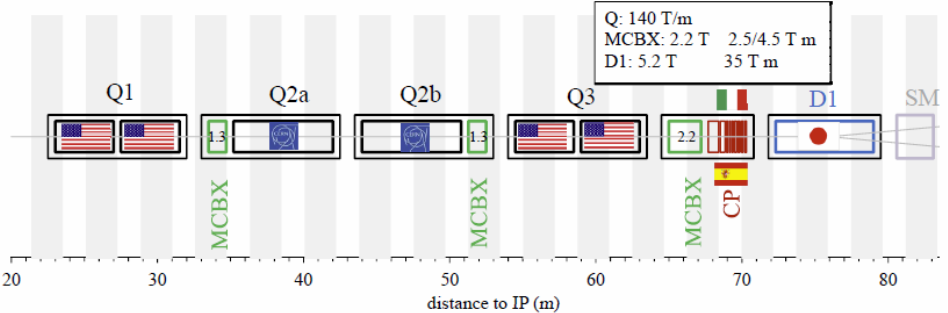 Q: 140 T/m
MCBX: 2.2 T 2.5/4.5 T m
D1: 5.2 T 35 T m
Q1 Q2a Q2b Q3 D1 SM
1.3 1.3 2.2
CERN CERN
MCBX MCBX MCBX CP
20 30 40 50 60 70 80
distance to IP (m)